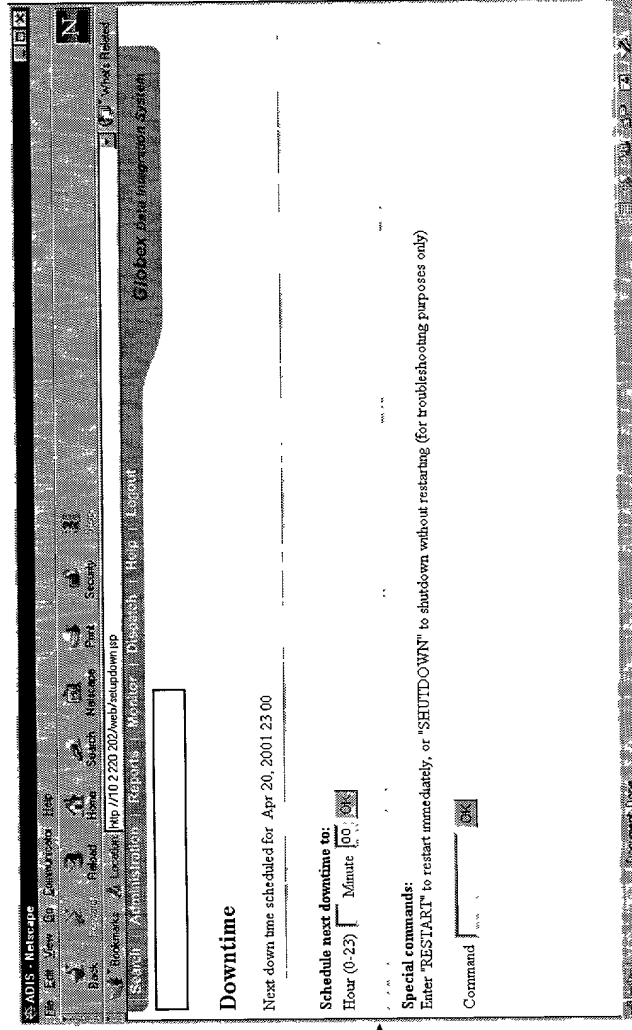 ADIS - Netscape
File Edit View Go Communicator Help
Back Reload Home Search Netscape Print Security
Bookmarks Location http //10 2 220 202/web/setupdown jsp What's Related
Search | Administration | Reports | Monitor | Dispatch | Help | Logout
Globex Data Integration System
Downtime
Next down time scheduled for Apr 20, 2001 23 00
Schedule next downtime to:
Hour (0-23) Minute 00 OK
Special commands:
Enter "RESTART" to restart immediately, or "SHUTDOWN" to shutdown without restarting (for troubleshooting purposes only)
Command OK
Document Done